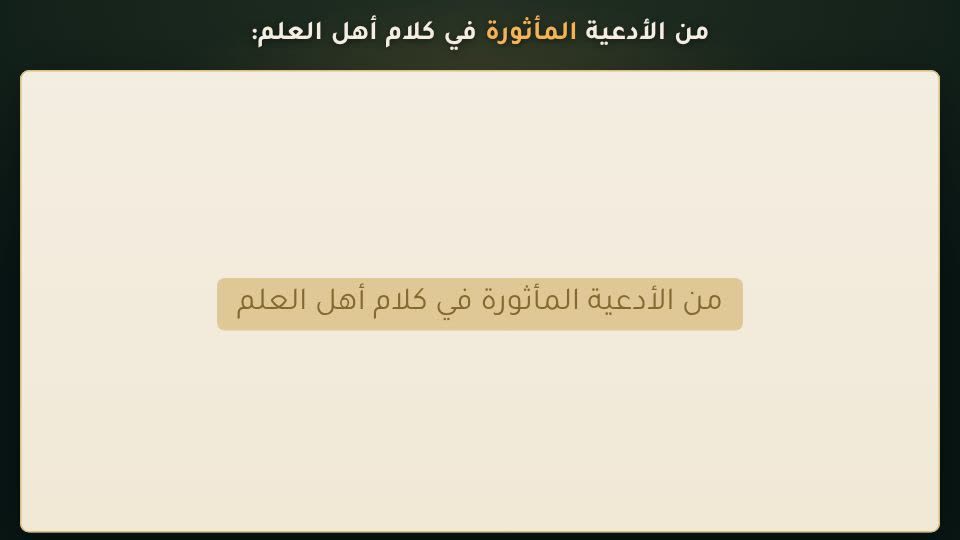 من الأدعية المأثورة في كلام أهل العلم:
من الأدعية المأثورة في كلام أهل العلم